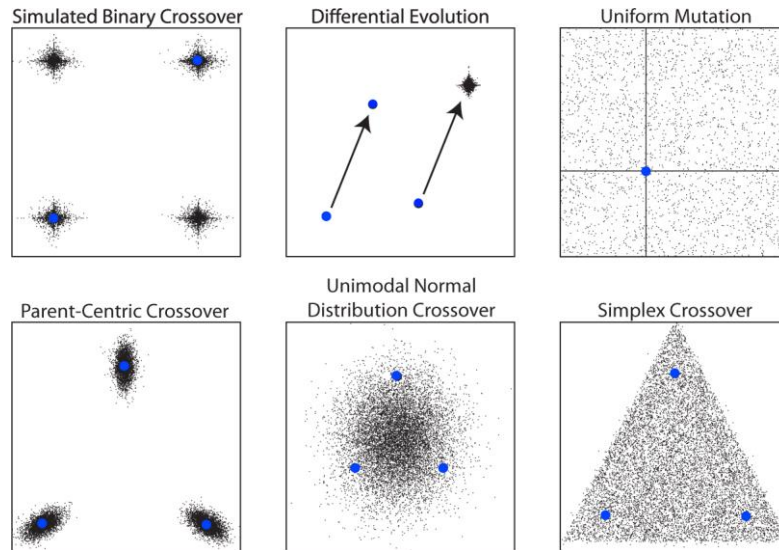 Simulated Binary Crossover
Differential Evolution
Uniform Mutation
Parent-Centric Crossover
Unimodal Normal
Distribution Crossover
Simplex Crossover